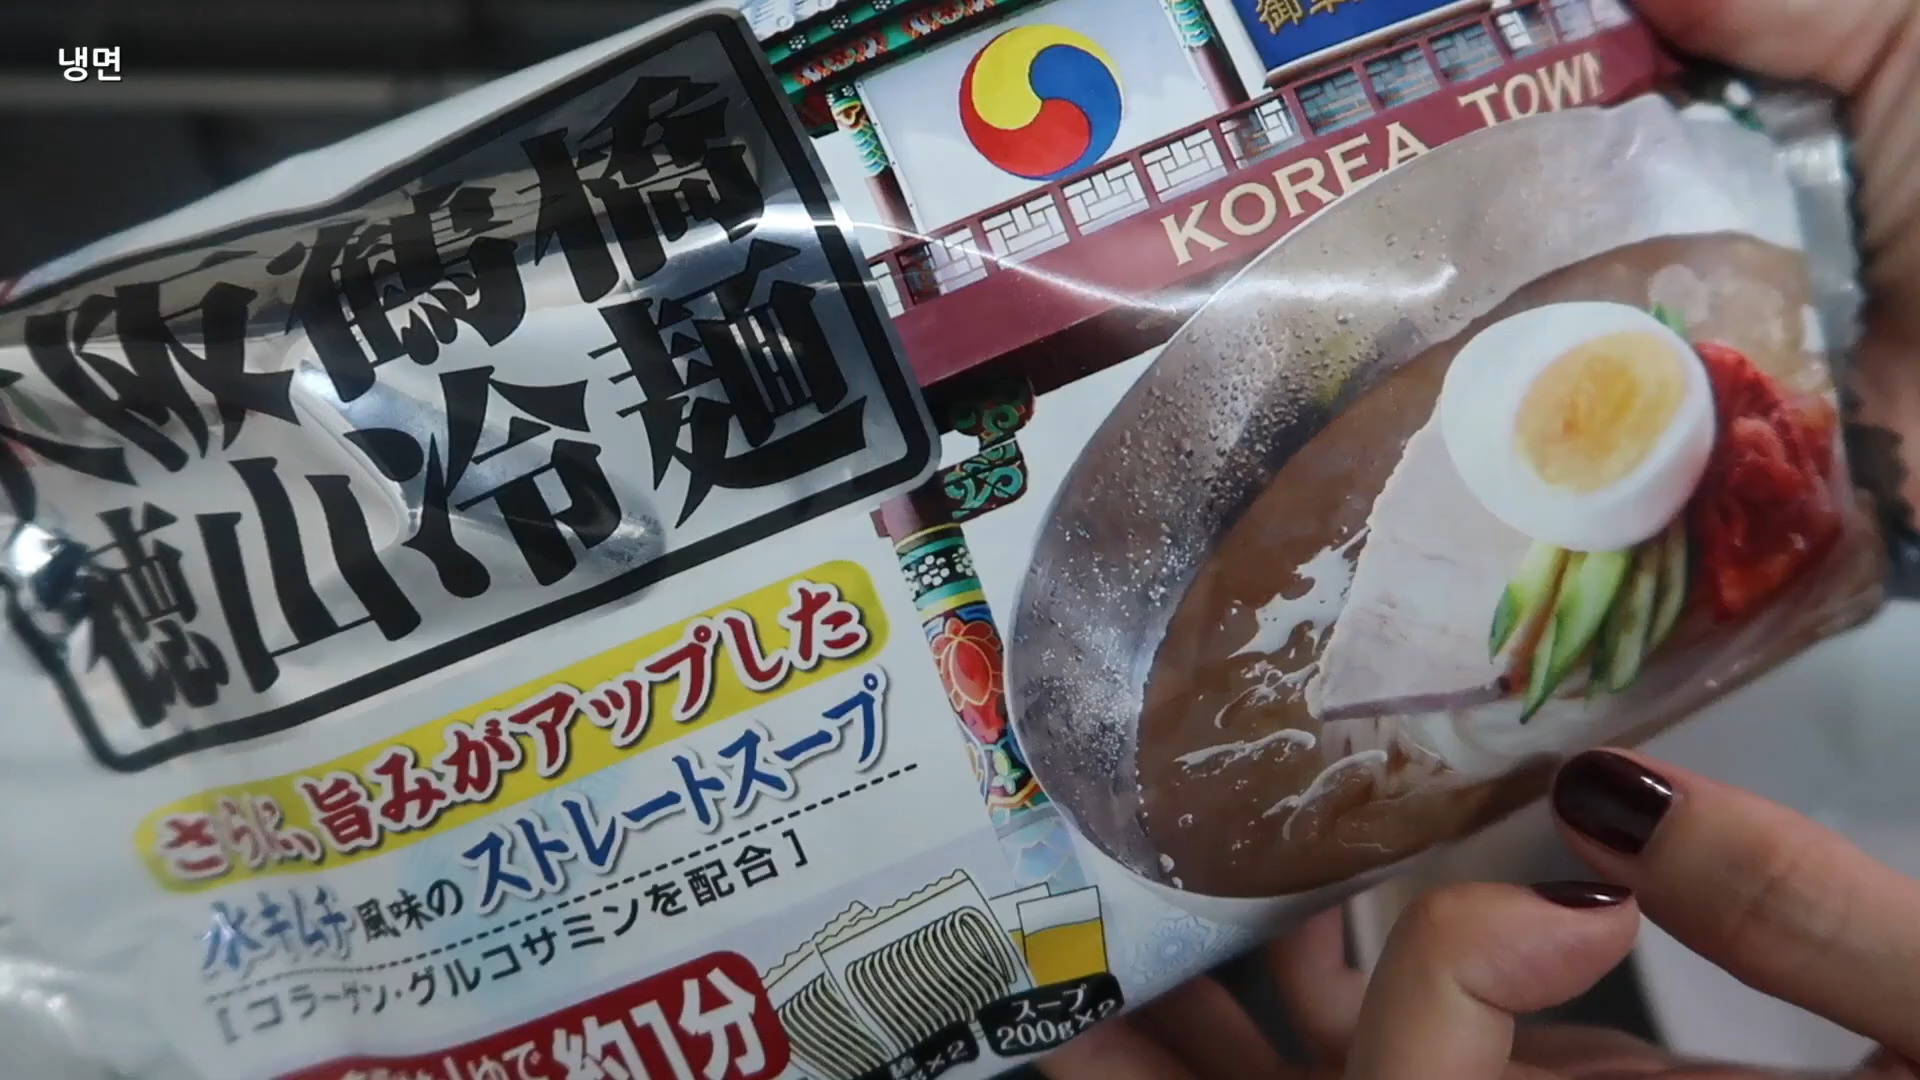 냉면
KOREA TOWN
大阪鶴橋
徳山冷麺
さらに、旨みがアップした
水キムチ風味のストレートスープ
[コラーゲン・グルコサミンを配合]
約1分
スープ
200g×2